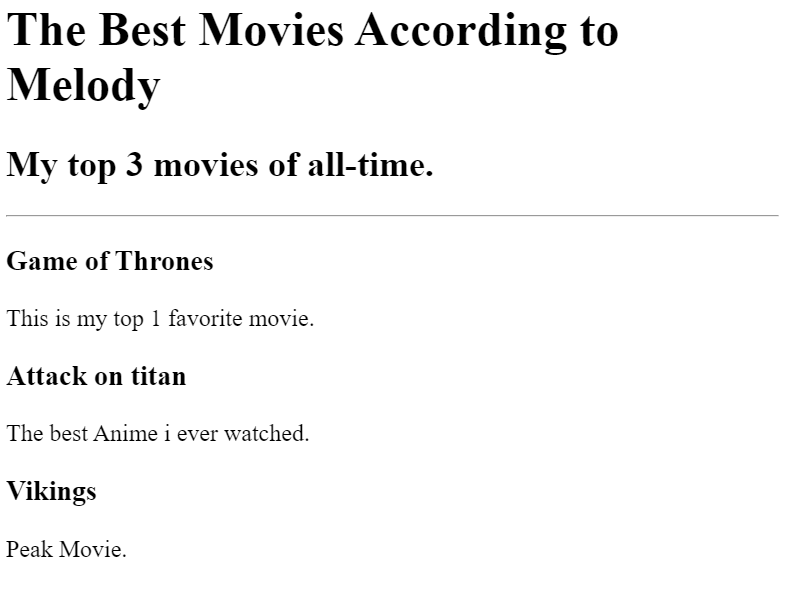 The Best Movies According to
Melody
My top 3 movies of all-time.
Game of Thrones
This is my top 1 favorite movie.
Attack on titan
The best Anime i ever watched.
Vikings
Peak Movie.